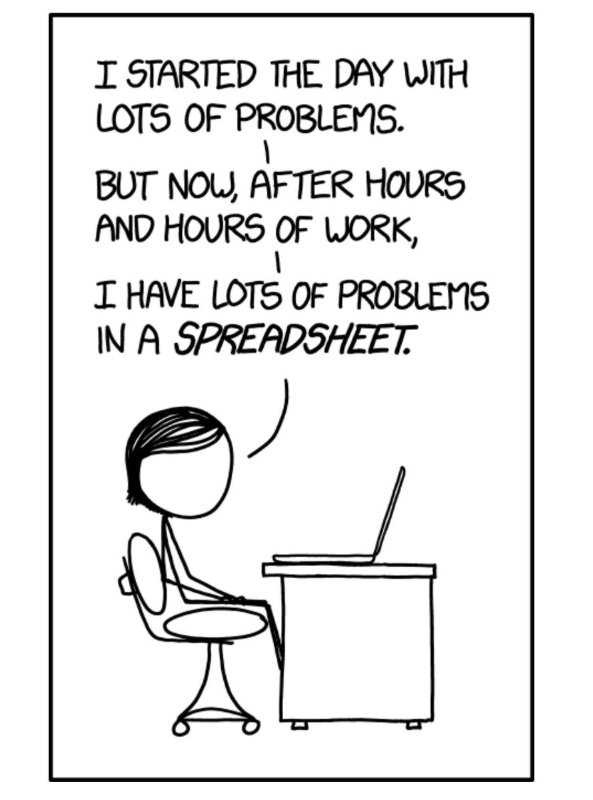 I STARTED THE DAY WITH
LOTS OF PROBLEMS.
BUT NOW, AFTER HOURS
AND HOURS OF WORK,
I HAVE LOTS OF PROBLEMS
IN A SPREADSHEET.